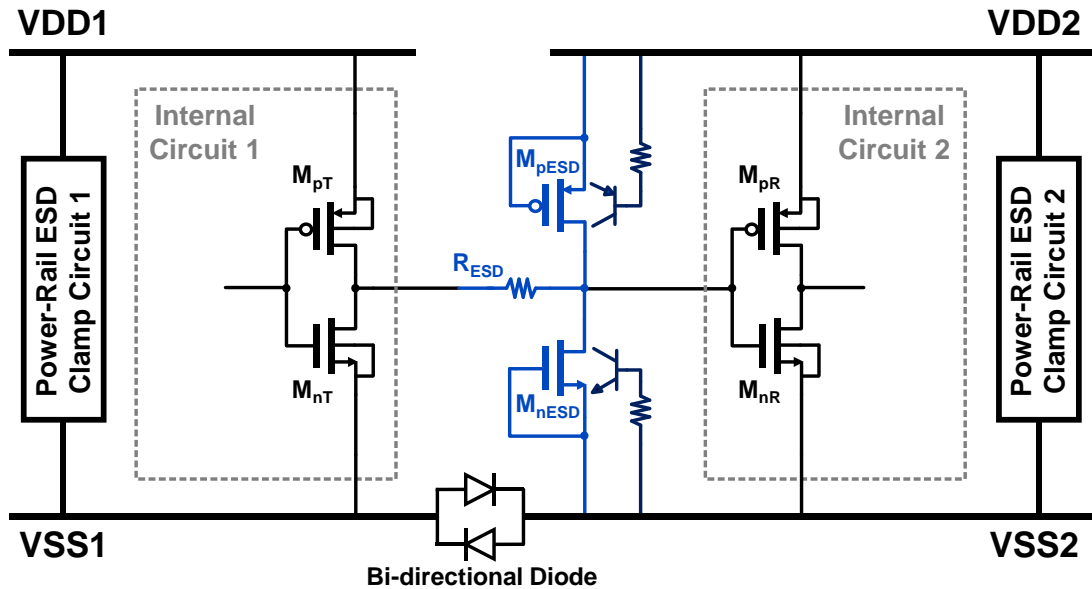 VDD1
VDD2
Internal
Circuit 1
Internal
Circuit 2
Power-Rail ESD
Clamp Circuit 1
MpT
MpESD
MpR
Power-Rail ESD
Clamp Circuit 2
RESD
MnT
MnESD
MnR
VSS1
VSS2
Bi-directional Diode